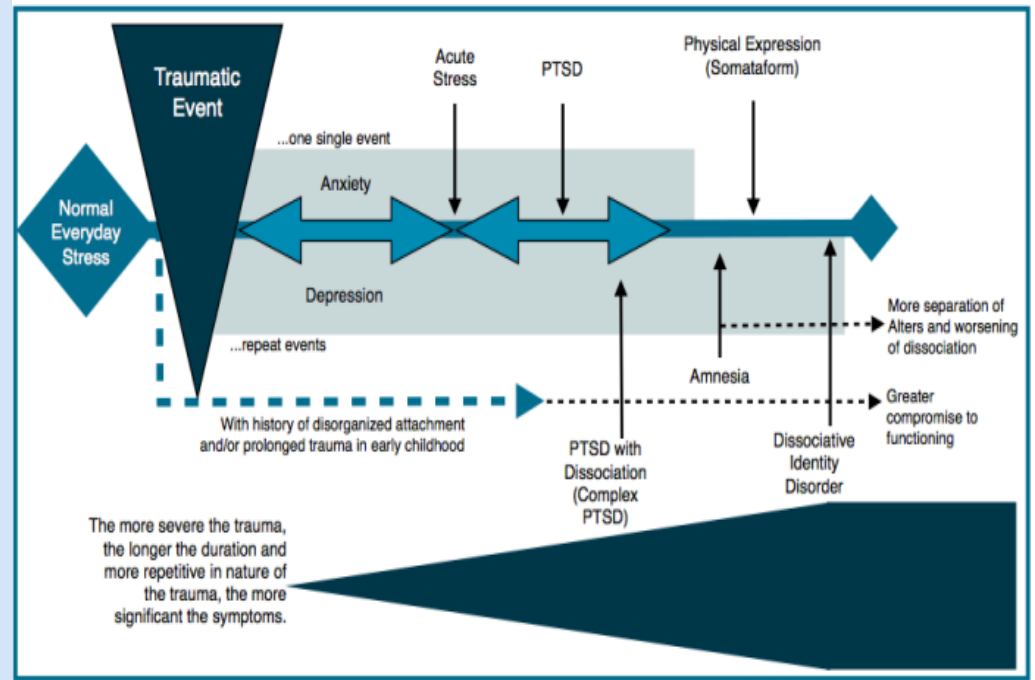 Traumatic
Event
Acute
Stress
PTSD
Physical Expression
(Somataform)
...one single event
Anxiety
Normal
Everyday
Stress
Depression
...repeat events
More separation of
Alters and worsening
of dissociation
Amnesia
With history of disorganized attachment
and/or prolonged trauma in early childhood
Greater
compromise to
functioning
PTSD with
Dissociation
(Complex
PTSD)
Dissociative
Identity
Disorder
The more severe the trauma,
the longer the duration and
more repetitive in nature of
the trauma, the more
significant the symptoms.